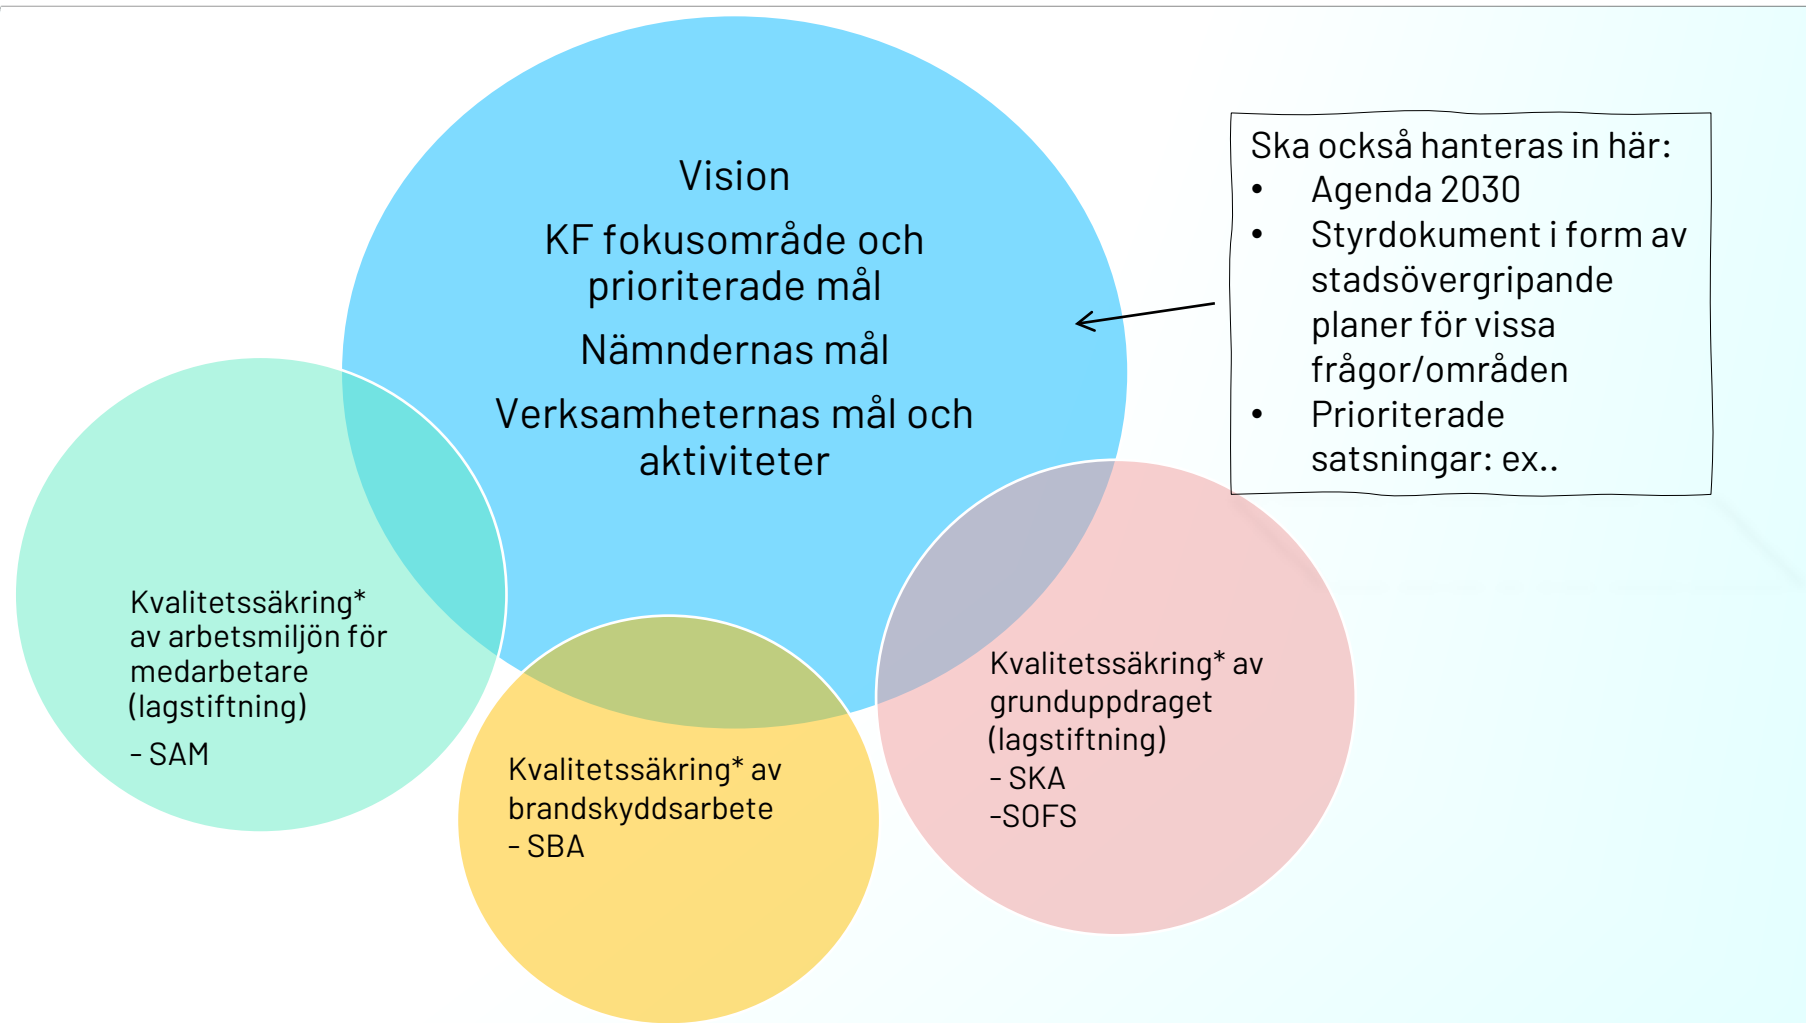 Vision
KF fokusområde och
prioriterade mål
Nämndernas mål
Verksamheternas mål och
aktiviteter
Ska också hanteras in här:
• Agenda 2030
• Styrdokument i form av
stadsövergripande
planer för vissa
frågor/områden
• Prioriterade
satsningar: ex..
Kvalitetssäkring*
av arbetsmiljön för
medarbetare
(lagstiftning)
- SAM
Kvalitetssäkring* av
brandskyddsarbete
- SBA
Kvalitetssäkring* av
grunduppdraget
(lagstiftning)
- SKA
-SOFS